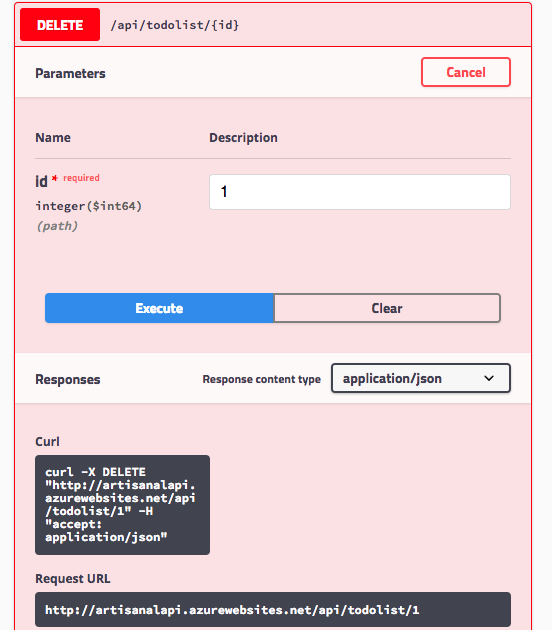 DELETE /api/todolist/{id}
Parameters Cancel
Name Description
id * required 1
integer($int64)
(path)
Execute Clear
Responses Response content type application/json
Curl
curl -X DELETE
"http://artisanalapi.
azurewebsites.net/api
/todolist/1" -H
"accept:
application/json"
Request URL
http://artisanalapi.azurewebsites.net/api/todolist/1